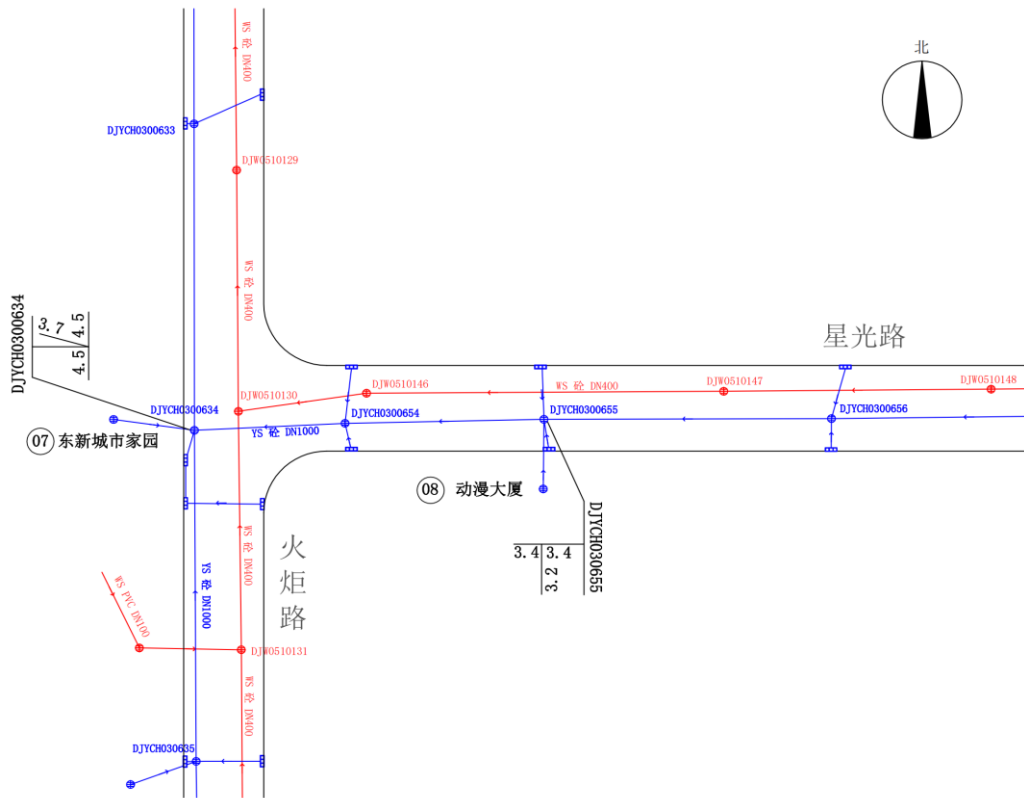 WS 砼 DN400
北
DJYCH0300633
DJW0510129
WS 砼 DN400
DJYCH0300634
3.7
4.5
4.5
星光路
DJW0510146
WS 砼 DN400
DJW0510147
DJW0510148
DJW0510130
DJYCH0300634
DJYCH0300654
DJYCH0300655
DJYCH0300656
YS 砼 DN1000
07 东新城市家园
08 动漫大厦
DJYCH030655
3.4
3.4
3.2
火炬路
WS 砼 DN400
YS 砼 DN1000
WS PVC DN100
DJW0510131
WS 砼 DN400
DJYCH030635